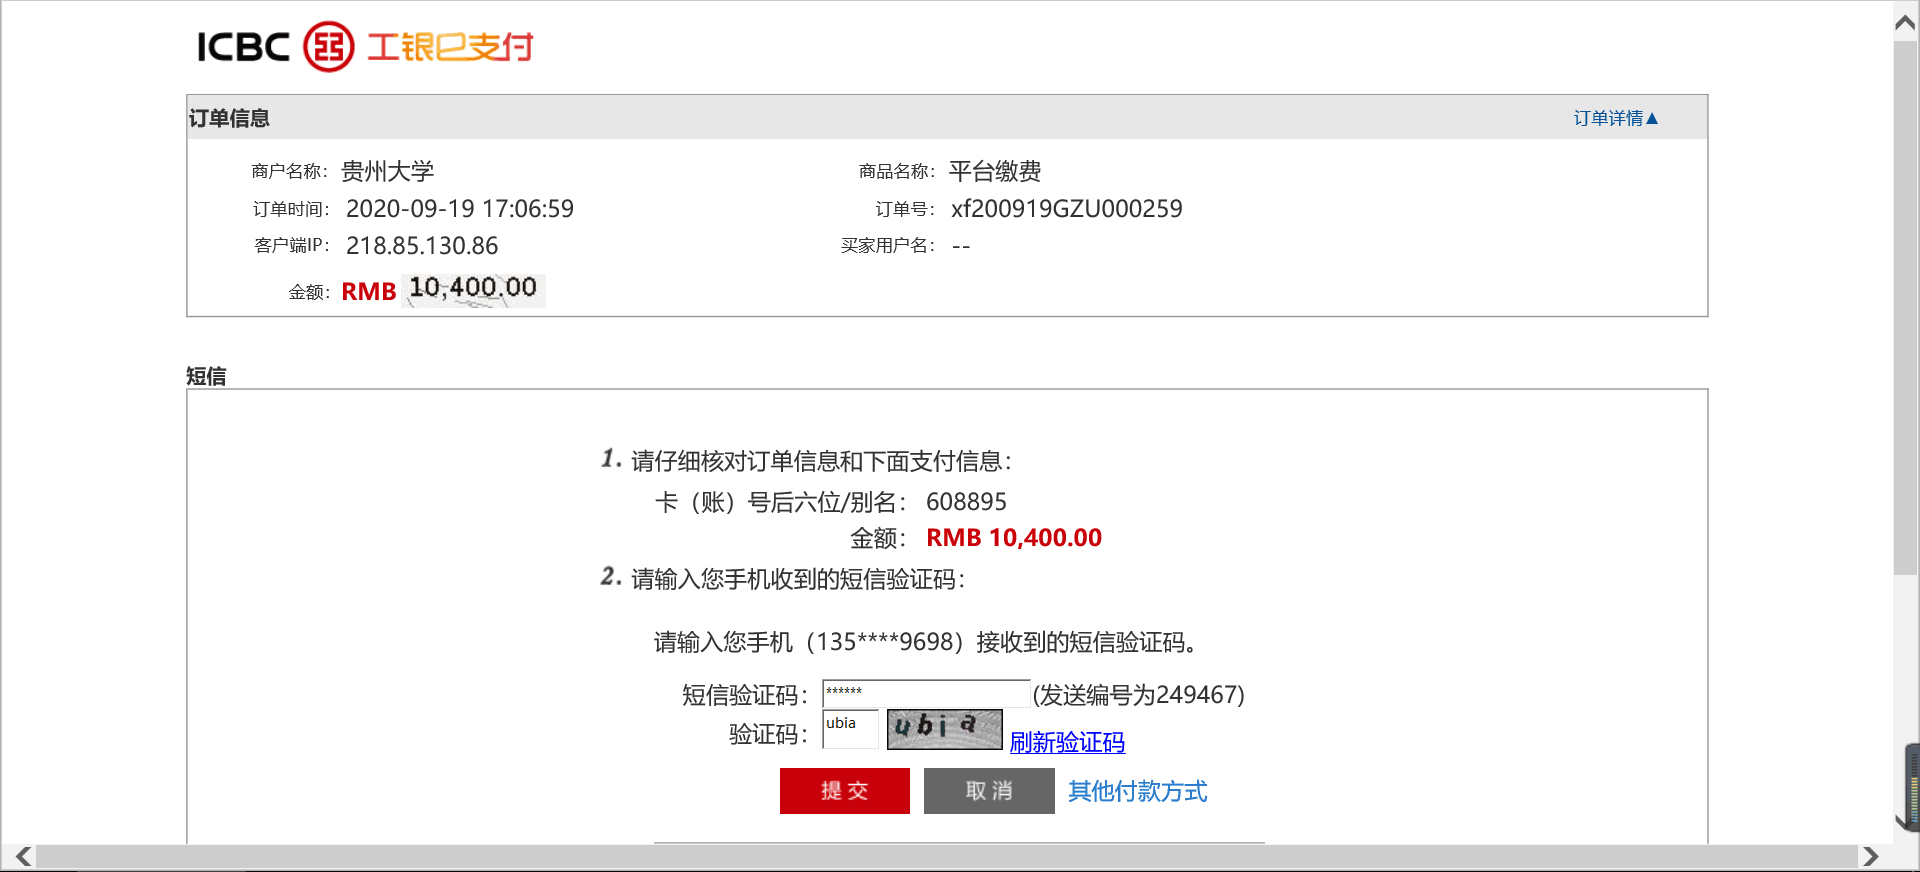 ICBC 工银e支付
订单信息 订单详情▲
商户名称： 贵州大学 商品名称： 平台缴费
订单时间： 2020-09-19 17:06:59 订单号： xf200919GZU000259
客户端IP： 218.85.130.86 买家用户名： --
金额： RMB 10,400.00
短信
1. 请仔细核对订单信息和下面支付信息：
卡（账）号后六位/别名： 608895
金额： RMB 10,400.00
2. 请输入您手机收到的短信验证码：
请输入您手机（135****9698）接收到的短信验证码。
短信验证码： ****** (发送编号为249467)
验证码： ubia ubia 刷新验证码
提 交 取 消 其他付款方式